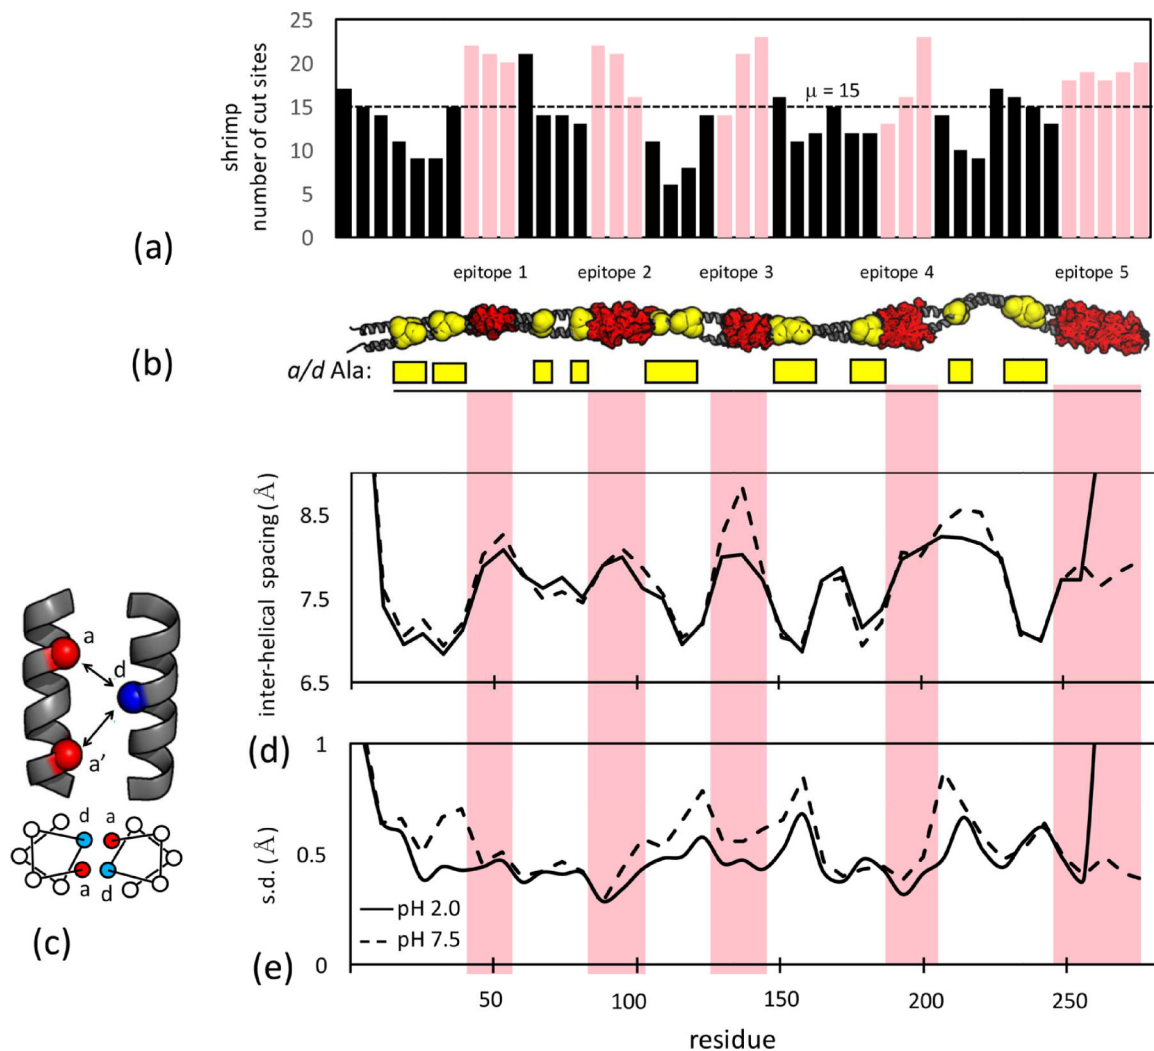 25
20
15
10
5
0
shrimp
number of cut sites
μ = 15
(a)
epitope 1 epitope 2 epitope 3 epitope 4 epitope 5
(b)
a/d Ala:
8.5
7.5
6.5
inter-helical spacing (Å)
(d)
a
d
a'
d a
a d
(c)
1
0.5
0
s.d. (Å)
pH 2.0
pH 7.5
(e)
50 100 150 200 250
residue